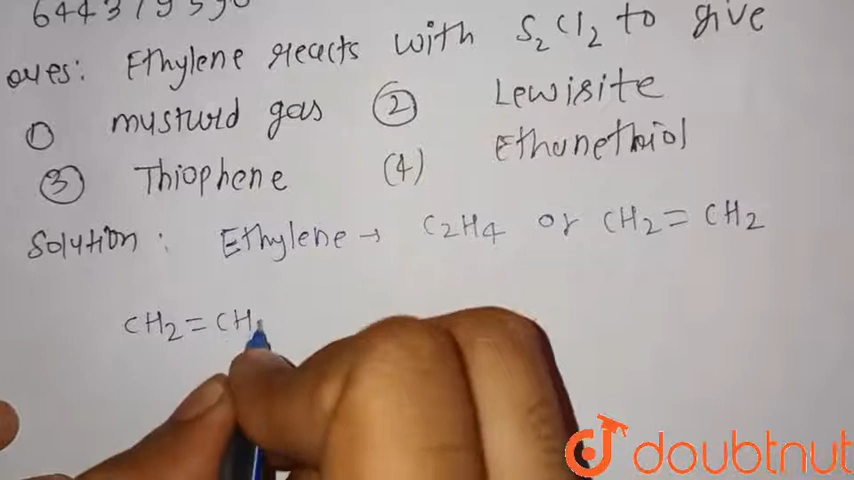 644379590
Ques: Ethylene reacts with S2Cl2 to give
① mustard gas ② Lewisite
③ Thiophene (4) Ethanethiol
Solution: Ethylene → C2H4 or CH2=CH2
CH2=CH
doubtnut